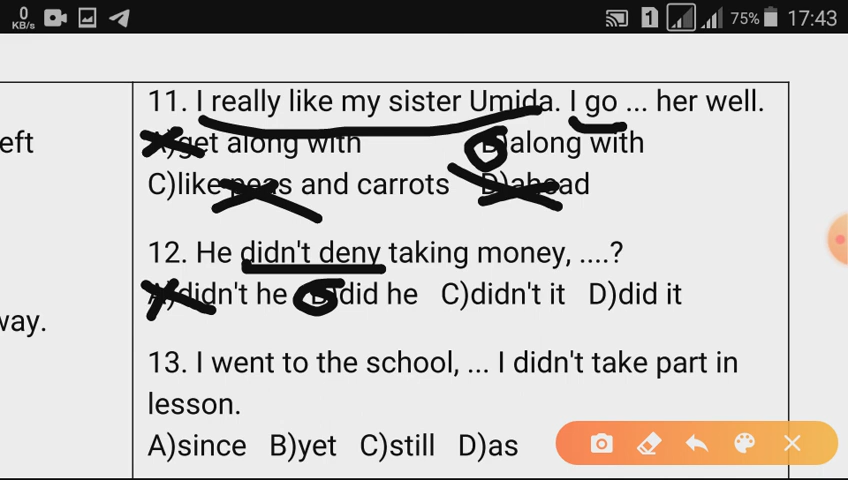 0 KB/s 1 75% 17:43
11. I really like my sister Umida. I go ... her well.
eft
A)get along with B)along with
C)like peas and carrots D)ahead
12. He didn't deny taking money, ....?
A)didn't he B)did he C)didn't it D)did it
way.
13. I went to the school, ... I didn't take part in
lesson.
A)since B)yet C)still D)as